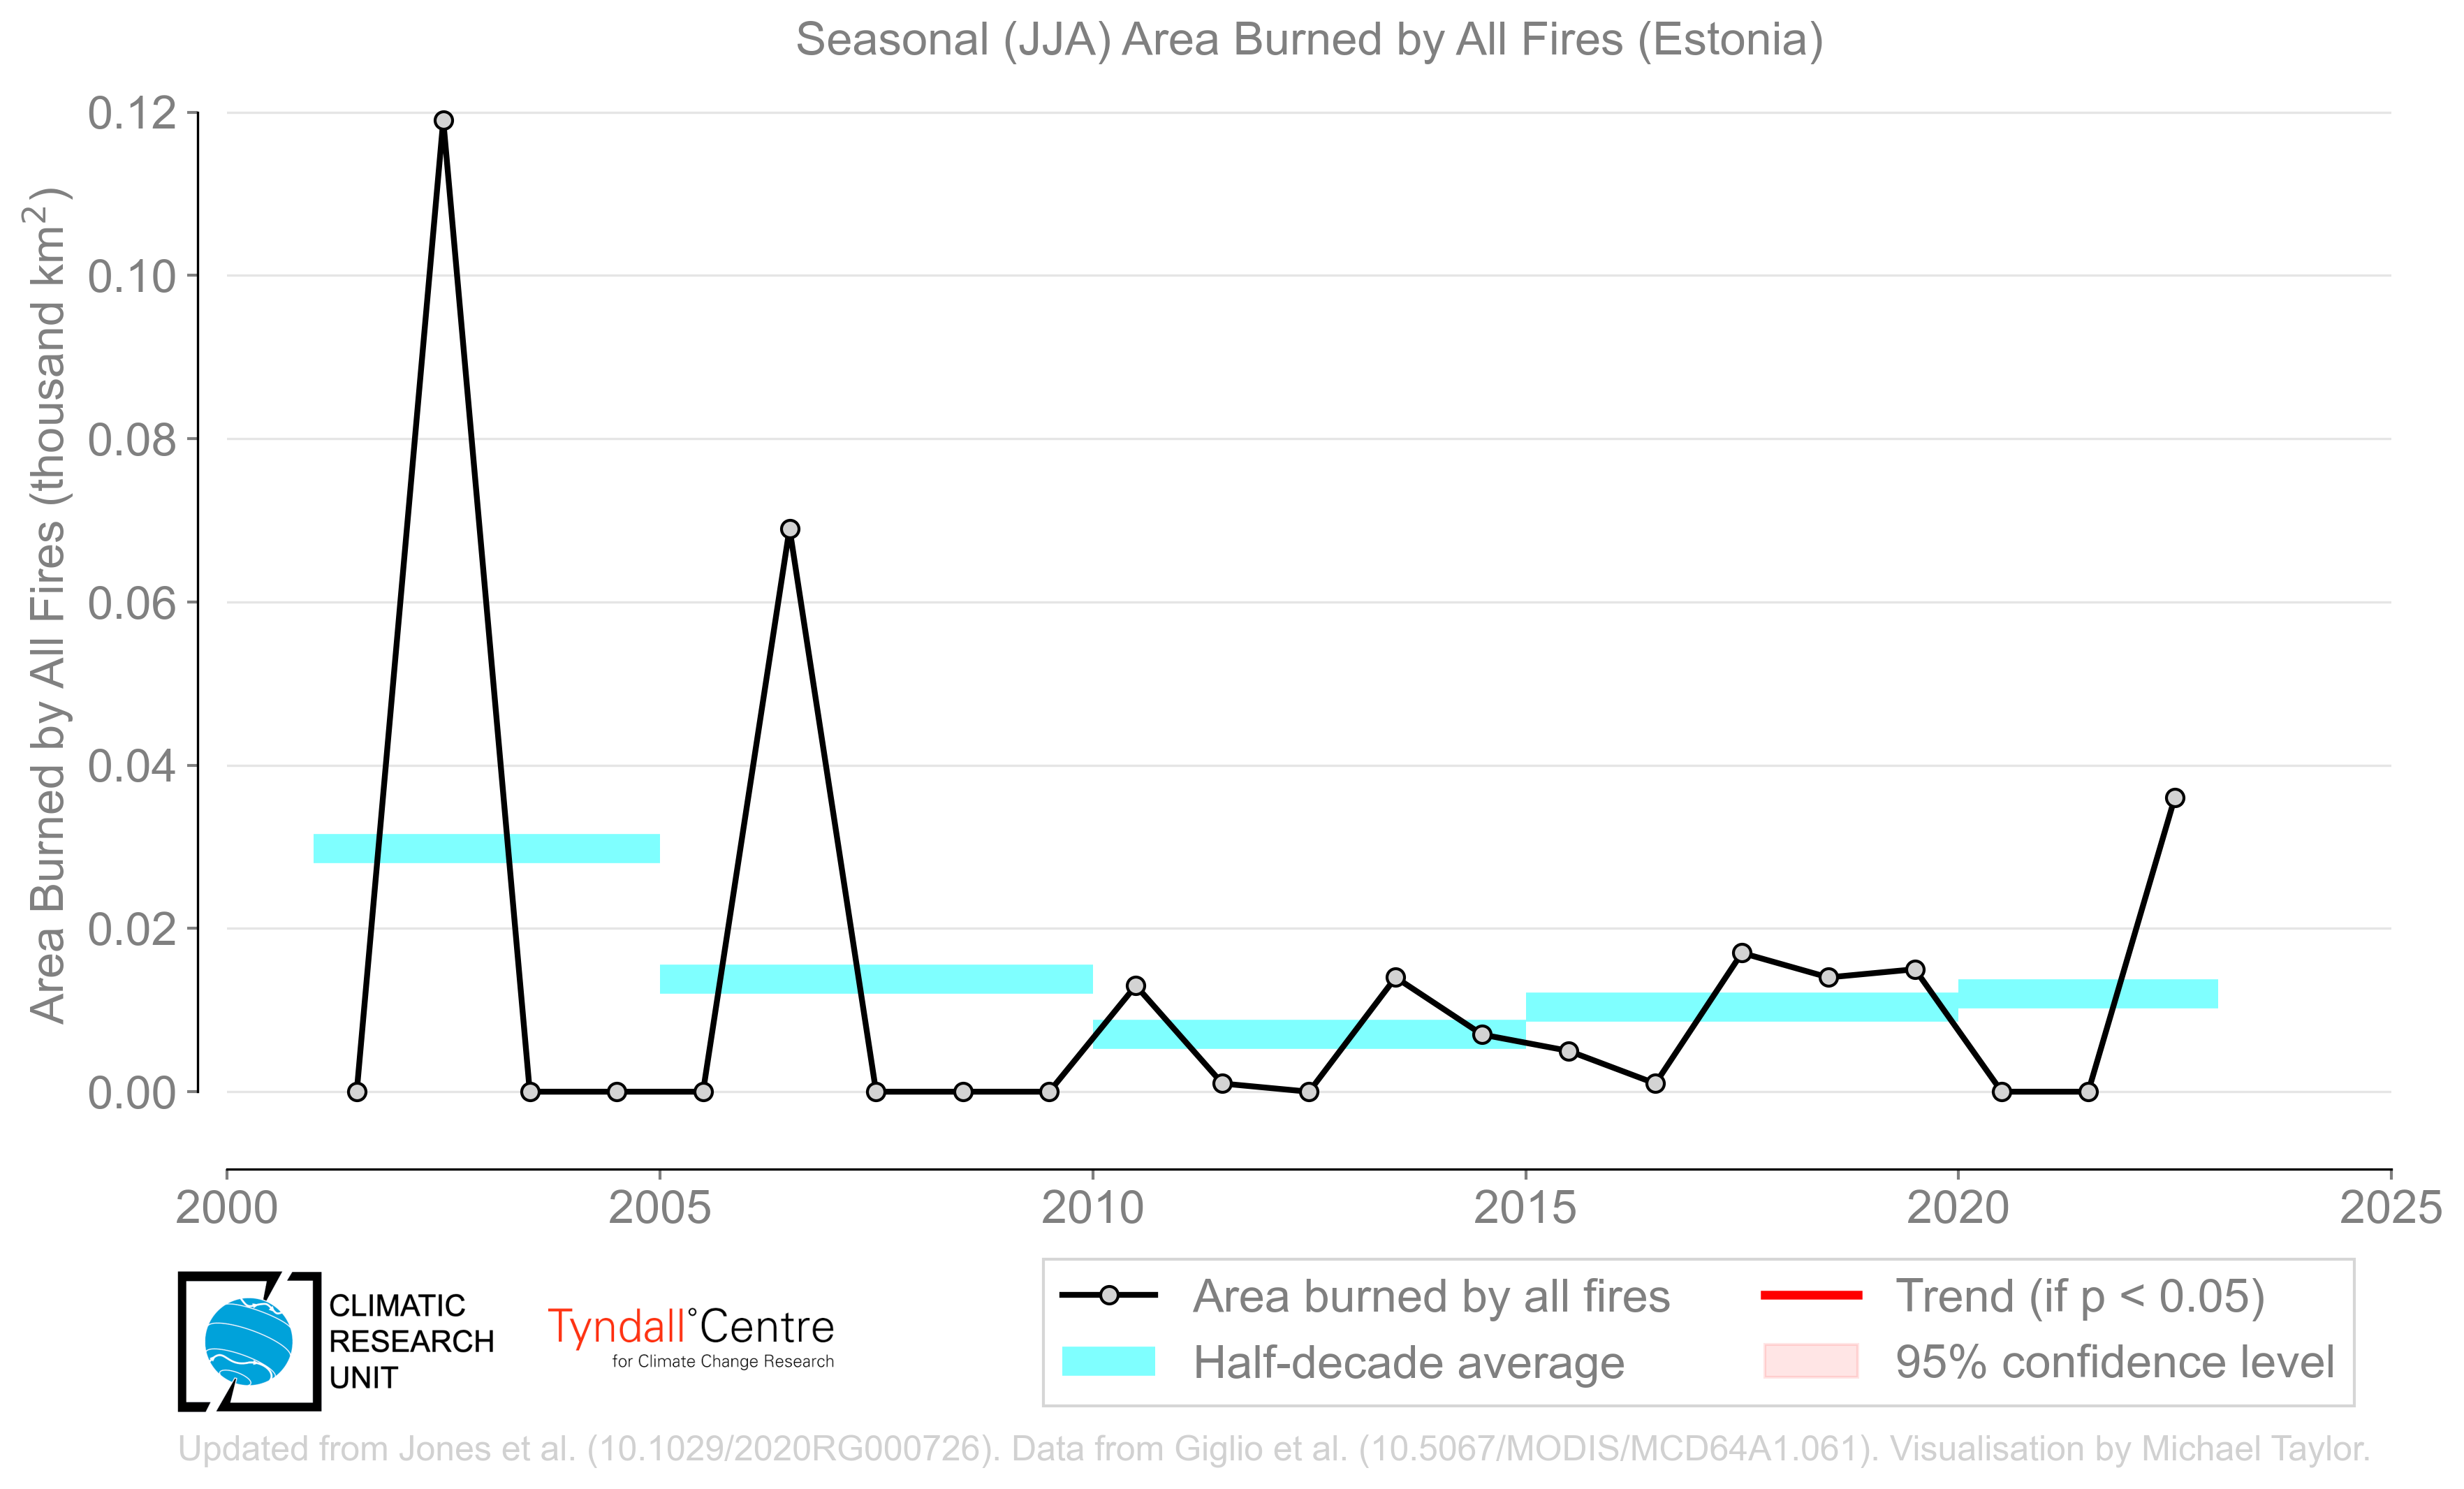 Seasonal (JJA) Area Burned by All Fires (Estonia)
Area Burned by All Fires (thousand km²)
0.12
0.10
0.08
0.06
0.04
0.02
0.00
2000 2005 2010 2015 2020 2025
CLIMATIC
RESEARCH
UNIT
Tyndall°Centre
for Climate Change Research
Area burned by all fires
Half-decade average
Trend (if p < 0.05)
95% confidence level
Updated from Jones et al. (10.1029/2020RG000726). Data from Giglio et al. (10.5067/MODIS/MCD64A1.061). Visualisation by Michael Taylor.